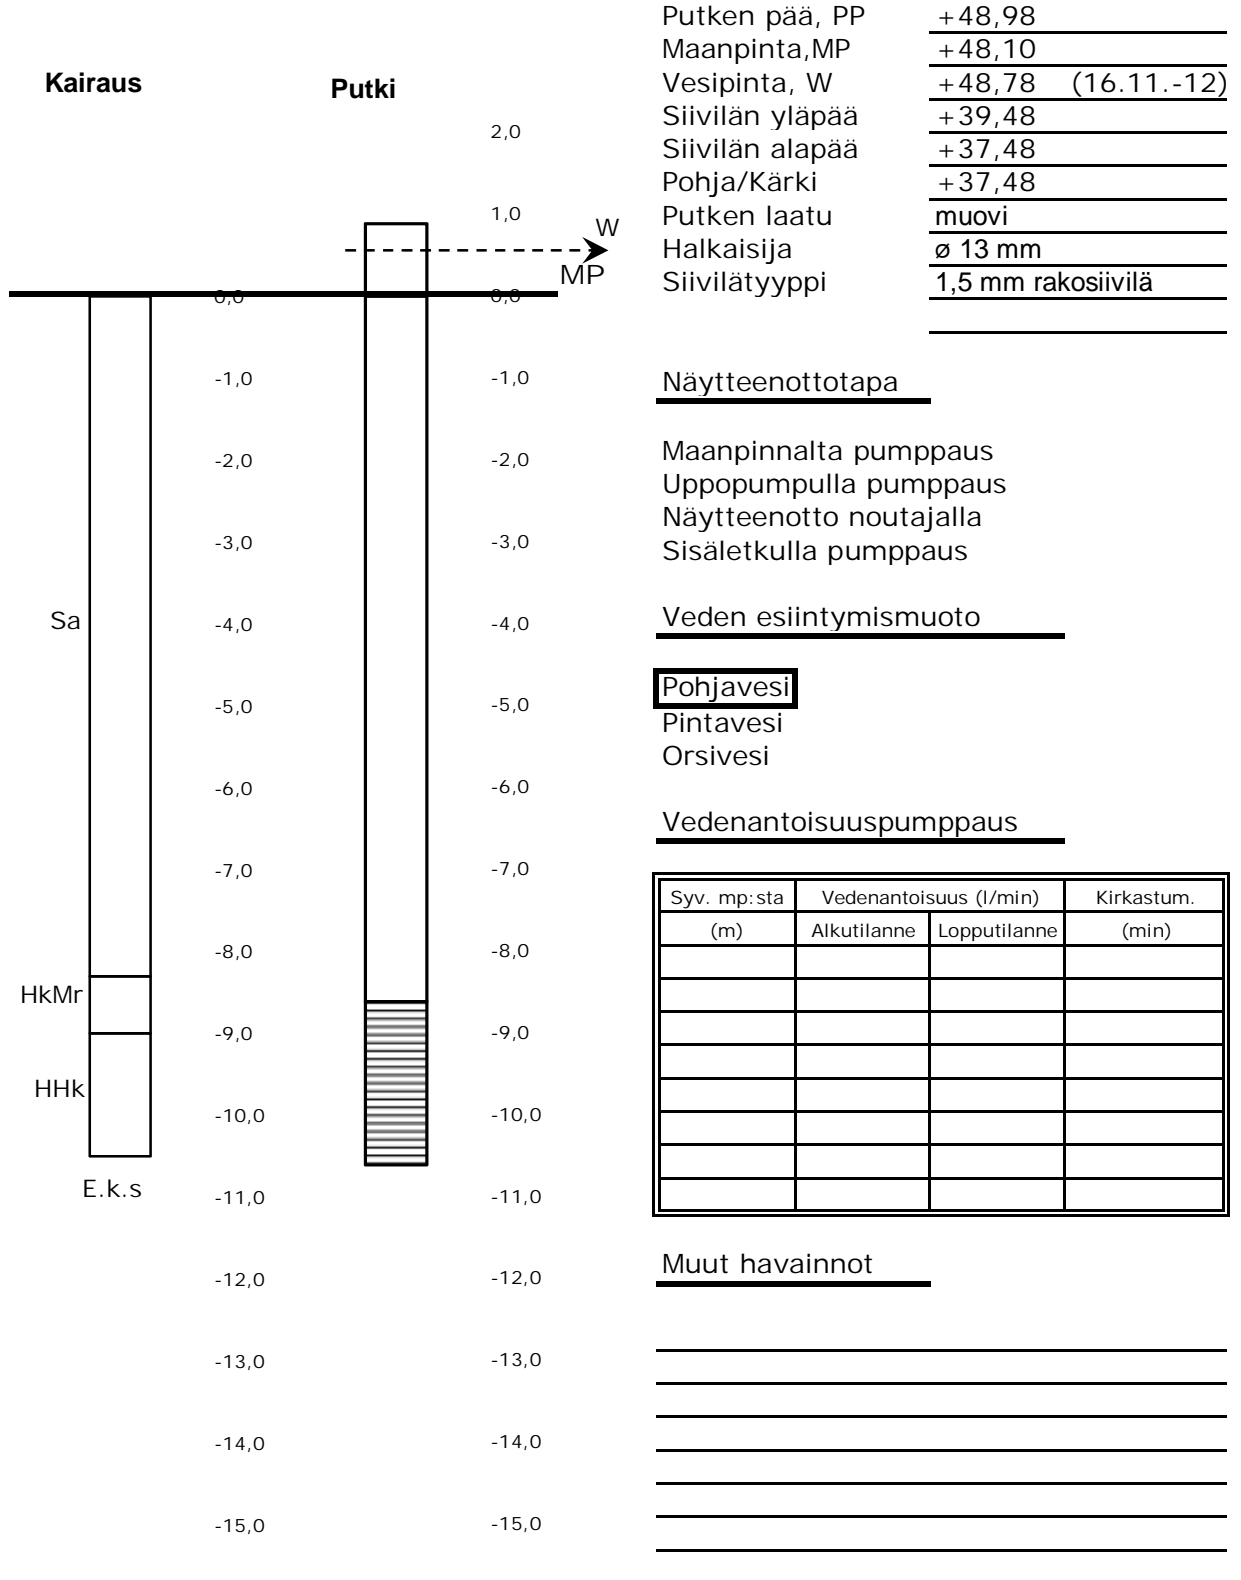 Putken pää, PP +48,98
Maanpinta,MP +48,10
Vesipinta, W +48,78 (16.11.-12)
Siivilän yläpää +39,48
Siivilän alapää +37,48
Pohja/Kärki +37,48
Putken laatu muovi
Halkaisija ø 13 mm
Siivilätyyppi 1,5 mm rakosiivilä
Kairaus Putki
2,0
1,0
W
MP
0,0 0,0
-1,0 -1,0
-2,0 -2,0
-3,0 -3,0
Sa -4,0 -4,0
-5,0 -5,0
-6,0 -6,0
-7,0 -7,0
-8,0 -8,0
HkMr
-9,0 -9,0
HHk
-10,0 -10,0
E.k.s
-11,0 -11,0
-12,0 -12,0
-13,0 -13,0
-14,0 -14,0
-15,0 -15,0
Näytteenottotapa
Maanpinnalta pumppaus
Uppopumpulla pumppaus
Näytteenotto noutajalla
Sisäletkulla pumppaus
Veden esiintymismuoto
Pohjavesi
Pintavesi
Orsivesi
Vedenantoisuuspumppaus
Syv. mp:sta Vedenantoisuus (l/min) Kirkastum.
(m) Alkutilanne Lopputilanne (min)
Muut havainnot